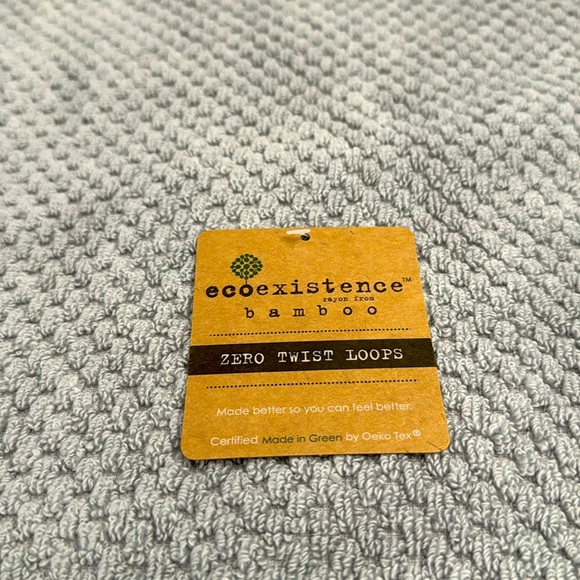 ecoexistence™
rayon from
bamboo
ZERO TWIST LOOPS
Made better so you can feel better.
Certified Made in Green by Oeko Tex®